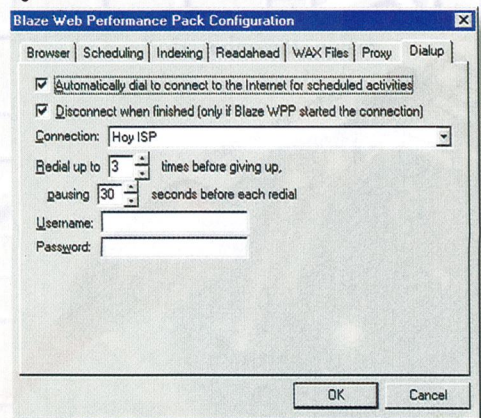 Blaze Web Performance Pack Configuration
Browser Scheduling Indexing Readahead WAX Files Proxy Dialup
Automatically dial to connect to the Internet for scheduled activities
Disconnect when finished (only if Blaze WPP started the connection)
Connection: Hoy ISP
Redial up to 3 times before giving up,
pausing 30 seconds before each redial
Username:
Password:
OK Cancel